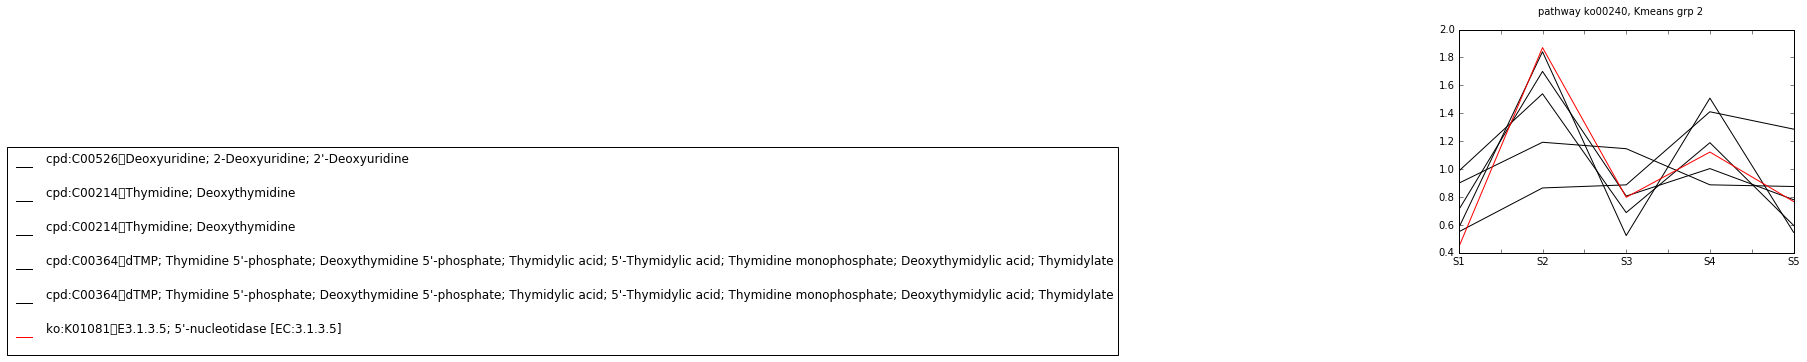 pathway ko00240, Kmeans grp 2
2.0
1.8
1.6
1.4
1.2
1.0
0.8
0.6
0.4
S1 S2 S3 S4 S5
cpd:C00526▯Deoxyuridine; 2-Deoxyuridine; 2'-Deoxyuridine
cpd:C00214▯Thymidine; Deoxythymidine
cpd:C00214▯Thymidine; Deoxythymidine
cpd:C00364▯dTMP; Thymidine 5'-phosphate; Deoxythymidine 5'-phosphate; Thymidylic acid; 5'-Thymidylic acid; Thymidine monophosphate; Deoxythymidylic acid; Thymidylate
cpd:C00364▯dTMP; Thymidine 5'-phosphate; Deoxythymidine 5'-phosphate; Thymidylic acid; 5'-Thymidylic acid; Thymidine monophosphate; Deoxythymidylic acid; Thymidylate
ko:K01081▯E3.1.3.5; 5'-nucleotidase [EC:3.1.3.5]